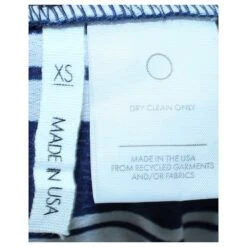 XS
MADE IN USA
DRY CLEAN ONLY
MADE IN THE USA
FROM RECYCLED GARMENTS
AND/OR FABRICS